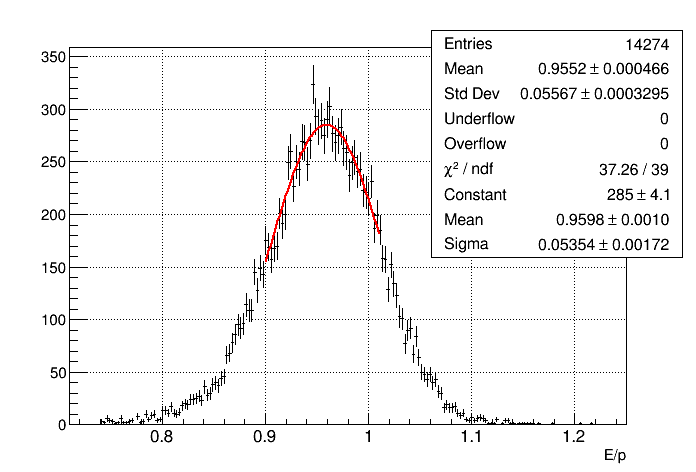 Entries 14274
Mean 0.9552 ± 0.000466
Std Dev 0.05567 ± 0.0003295
Underflow 0
Overflow 0
χ² / ndf 37.26 / 39
Constant 285 ± 4.1
Mean 0.9598 ± 0.0010
Sigma 0.05354 ± 0.00172
350
300
250
200
150
100
50
0
0.8 0.9 1 1.1 1.2
E/p